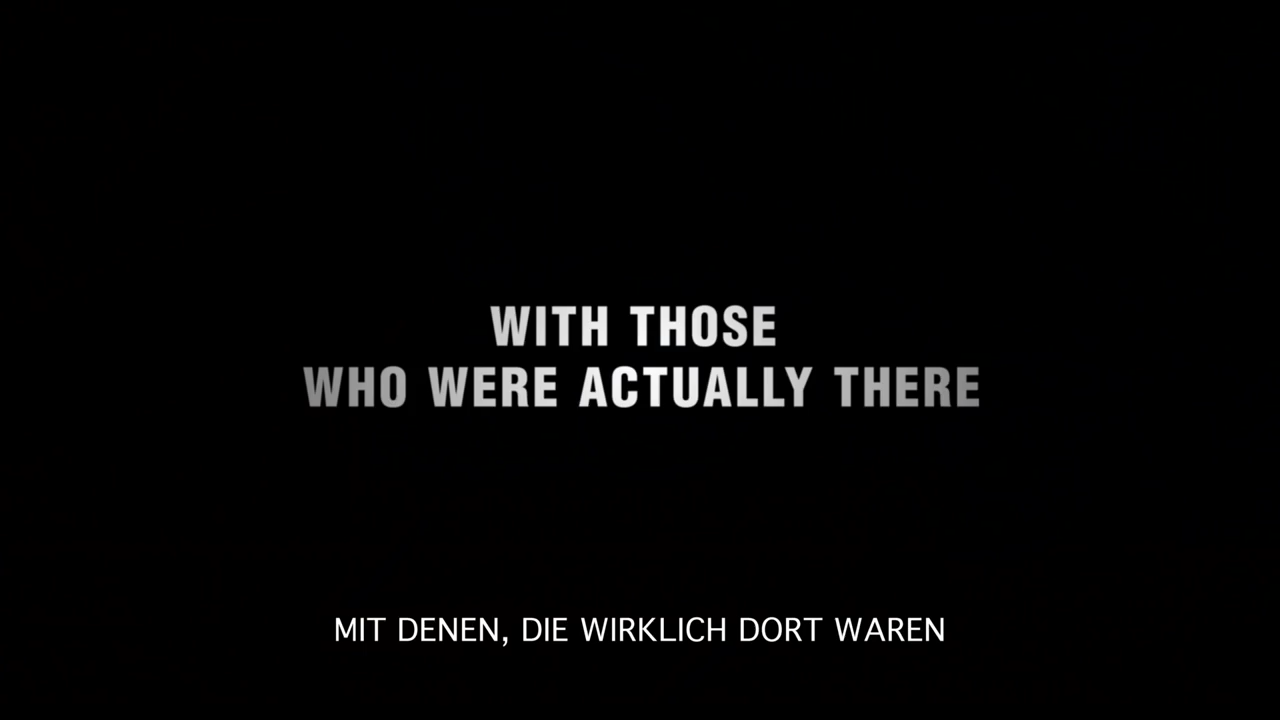 WITH THOSE
WHO WERE ACTUALLY THERE
MIT DENEN, DIE WIRKLICH DORT WAREN